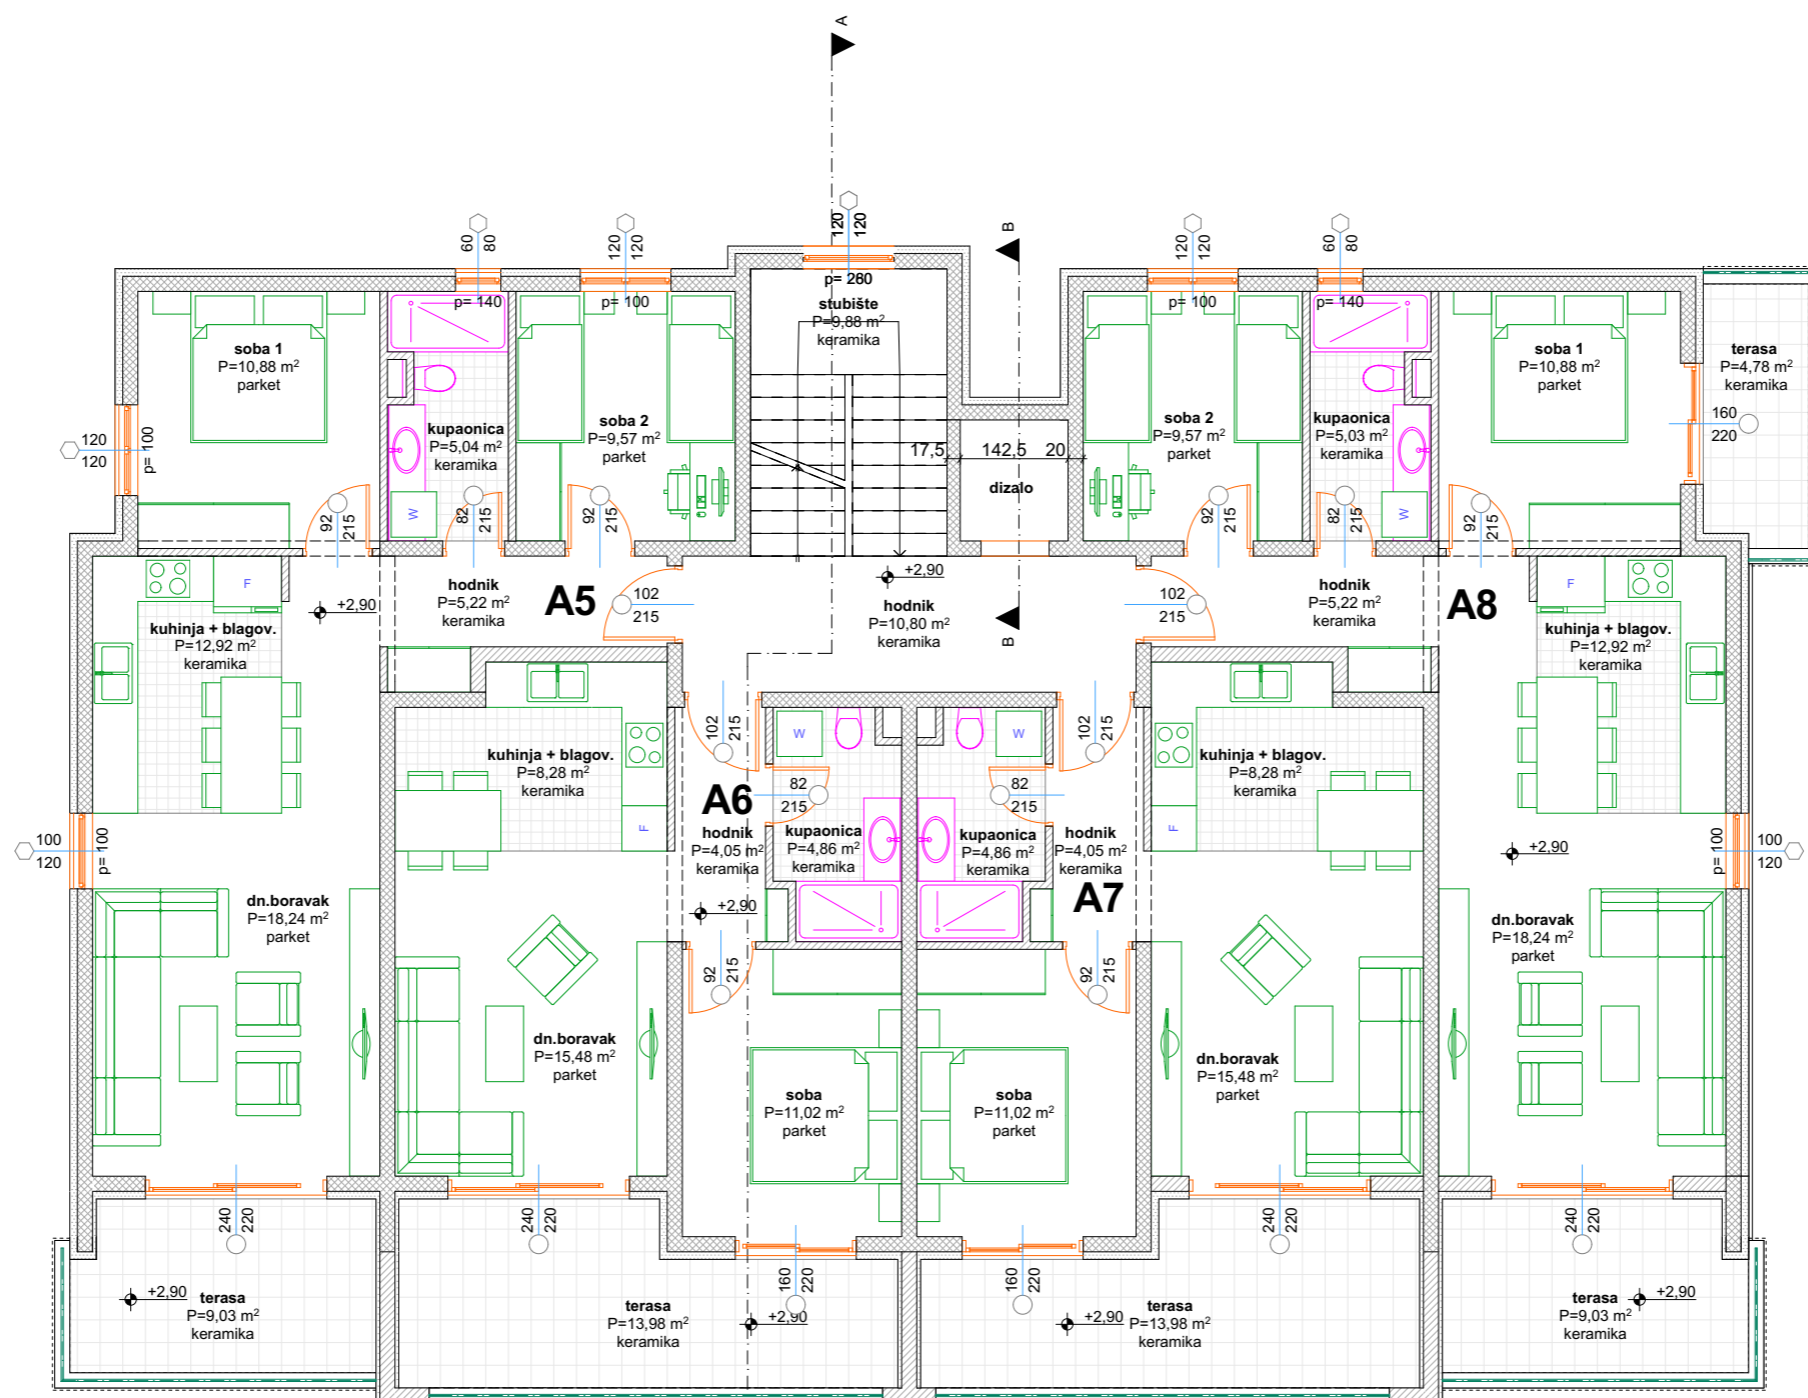 A
B
60
80
120
120
120
120
120
120
60
80
p= 140
p= 100
p= 260
p= 100
p= 140
stubište
P=9,88 m²
keramika
soba 1
P=10,88 m²
parket
kupaonica
P=5,04 m²
keramika
soba 2
P=9,57 m²
parket
17,5
142,5
20
dizalo
soba 2
P=9,57 m²
parket
kupaonica
P=5,03 m²
keramika
soba 1
P=10,88 m²
parket
terasa
P=4,78 m²
keramika
120
120
p= 100
160
220
W
W
92
215
82
215
92
215
92
215
82
215
92
215
F
+2,90
hodnik
P=5,22 m²
keramika
A5
102
215
+2,90
hodnik
P=10,80 m²
keramika
B
102
215
hodnik
P=5,22 m²
keramika
A8
F
kuhinja + blagov.
P=12,92 m²
keramika
kuhinja + blagov.
P=12,92 m²
keramika
kuhinja + blagov.
P=8,28 m²
keramika
102
215
W
W
102
215
kuhinja + blagov.
P=8,28 m²
keramika
A6
82
215
82
215
F
F
hodnik
P=4,05 m²
keramika
kupaonica
P=4,86 m²
keramika
kupaonica
P=4,86 m²
keramika
hodnik
P=4,05 m²
keramika
100
120
p= 100
+2,90
p= 100
100
120
A7
+2,90
dn.boravak
P=18,24 m²
parket
dn.boravak
P=18,24 m²
parket
92
215
92
215
dn.boravak
P=15,48 m²
parket
dn.boravak
P=15,48 m²
parket
soba
P=11,02 m²
parket
soba
P=11,02 m²
parket
240
220
240
220
160
220
160
220
240
220
240
220
+2,90
terasa
P=9,03 m²
keramika
terasa
P=13,98 m²
keramika
+2,90
+2,90
terasa
P=13,98 m²
keramika
+2,90
terasa
P=9,03 m²
keramika